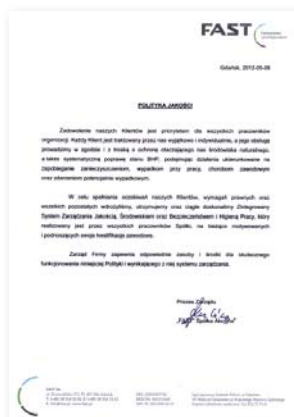 FAST
Gdańsk, 2012-05-08
POLITYKA JAKOŚCI
Zadowolenie naszych Klientów jest priorytetem dla wszystkich pracowników
organizacji. Każdy Klient jest traktowany przez nas wyjątkowo i indywidualnie, a jego obsługę
prowadzimy w zgodzie i z troską o ochronę otaczającego nas środowiska naturalnego,
a także systematyczną poprawę stanu BHP, podejmując działania ukierunkowane na
zapobieganie zanieczyszczeniom, wypadkom przy pracy, chorobom zawodowym
oraz zdarzeniom potencjalnie wypadkowym.
W celu spełnienia oczekiwań naszych Klientów, wymagań prawnych oraz
wszelkich pozostałych wdrożyliśmy, utrzymujemy oraz ciągle doskonalimy Zintegrowany
System Zarządzania Jakością, Środowiskiem oraz Bezpieczeństwem i Higieną Pracy, który
realizowany jest przez wszystkich pracowników Spółki, na bieżąco motywowanych
i podnoszących swoje kwalifikacje zawodowe.
Zarząd Firmy zapewnia odpowiednie zasoby i środki dla skutecznego
funkcjonowania niniejszej Polityki i wynikającego z niej systemu zarządzania.
Prezes Zarządu